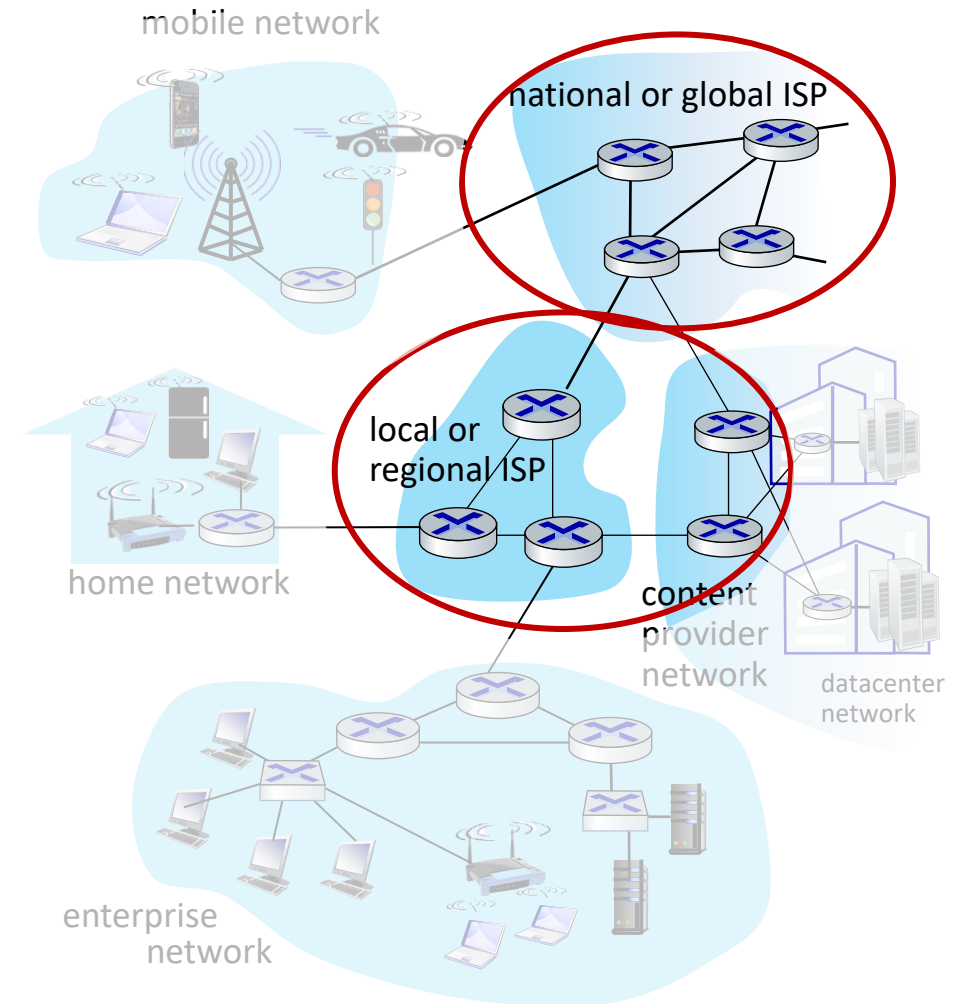 mobile network
national or global ISP
local or
regional ISP
home network
content
provider
network
datacenter
network
enterprise
network